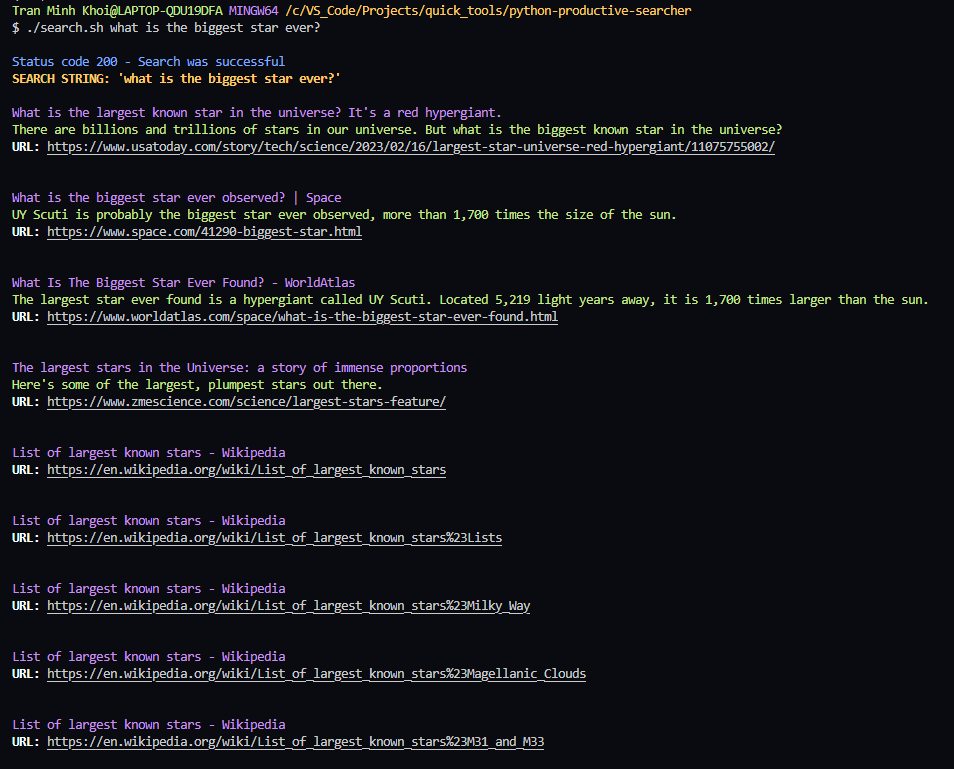 Tran Minh Khoi@LAPTOP-QDU19DFA MINGW64 /c/VS_Code/Projects/quick_tools/python-productive-searcher
$ ./search.sh what is the biggest star ever?
Status code 200 - Search was successful
SEARCH STRING: 'what is the biggest star ever?'
What is the largest known star in the universe? It's a red hypergiant.
There are billions and trillions of stars in our universe. But what is the biggest known star in the universe?
URL: https://www.usatoday.com/story/tech/science/2023/02/16/largest-star-universe-red-hypergiant/11075755002/
What is the biggest star ever observed? | Space
UY Scuti is probably the biggest star ever observed, more than 1,700 times the size of the sun.
URL: https://www.space.com/41290-biggest-star.html
What Is The Biggest Star Ever Found? - WorldAtlas
The largest star ever found is a hypergiant called UY Scuti. Located 5,219 light years away, it is 1,700 times larger than the sun.
URL: https://www.worldatlas.com/space/what-is-the-biggest-star-ever-found.html
The largest stars in the Universe: a story of immense proportions
Here's some of the largest, plumpest stars out there.
URL: https://www.zmescience.com/science/largest-stars-feature/
List of largest known stars - Wikipedia
URL: https://en.wikipedia.org/wiki/List_of_largest_known_stars
List of largest known stars - Wikipedia
URL: https://en.wikipedia.org/wiki/List_of_largest_known_stars%23Lists
List of largest known stars - Wikipedia
URL: https://en.wikipedia.org/wiki/List_of_largest_known_stars%23Milky_Way
List of largest known stars - Wikipedia
URL: https://en.wikipedia.org/wiki/List_of_largest_known_stars%23Magellanic_Clouds
List of largest known stars - Wikipedia
URL: https://en.wikipedia.org/wiki/List_of_largest_known_stars%23M31_and_M33